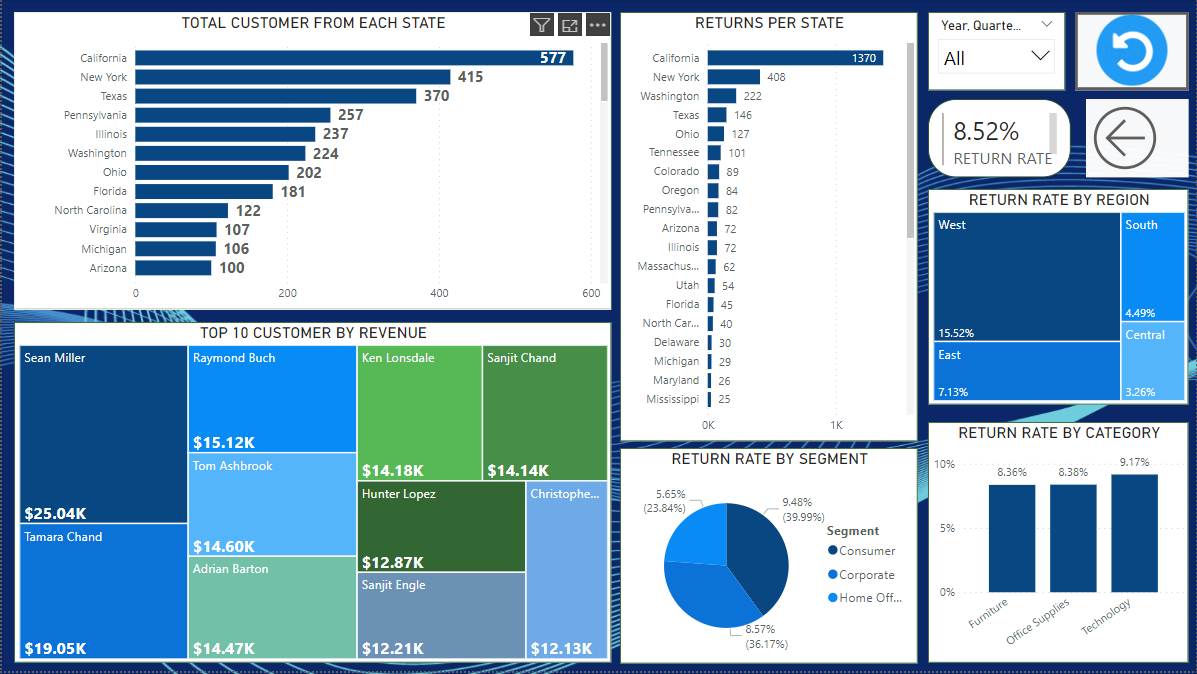 TOTAL CUSTOMER FROM EACH STATE
California 577
New York 415
Texas 370
Pennsylvania 257
Illinois 237
Washington 224
Ohio 202
Florida 181
North Carolina 122
Virginia 107
Michigan 106
Arizona 100
0 200 400 600
RETURNS PER STATE
California 1370
New York 408
Washington 222
Texas 146
Ohio 127
Tennessee 101
Colorado 89
Oregon 84
Pennsylva... 82
Arizona 72
Illinois 72
Massachus... 62
Utah 54
Florida 45
North Car... 40
Delaware 30
Michigan 29
Maryland 26
Mississippi 25
0K 1K
Year, Quarte...
All
8.52%
RETURN RATE
RETURN RATE BY REGION
West
15.52%
South
4.49%
East
7.13%
Central
3.26%
TOP 10 CUSTOMER BY REVENUE
Sean Miller
$25.04K
Tamara Chand
$19.05K
Raymond Buch
$15.12K
Tom Ashbrook
$14.60K
Adrian Barton
$14.47K
Ken Lonsdale
$14.18K
Sanjit Chand
$14.14K
Hunter Lopez
$12.87K
Sanjit Engle
$12.21K
Christophe...
$12.13K
RETURN RATE BY SEGMENT
5.65%
(23.84%)
9.48%
(39.99%)
8.57%
(36.17%)
Segment
Consumer
Corporate
Home Off...
RETURN RATE BY CATEGORY
10%
5%
0%
8.36%
8.38%
9.17%
Furniture
Office Supplies
Technology